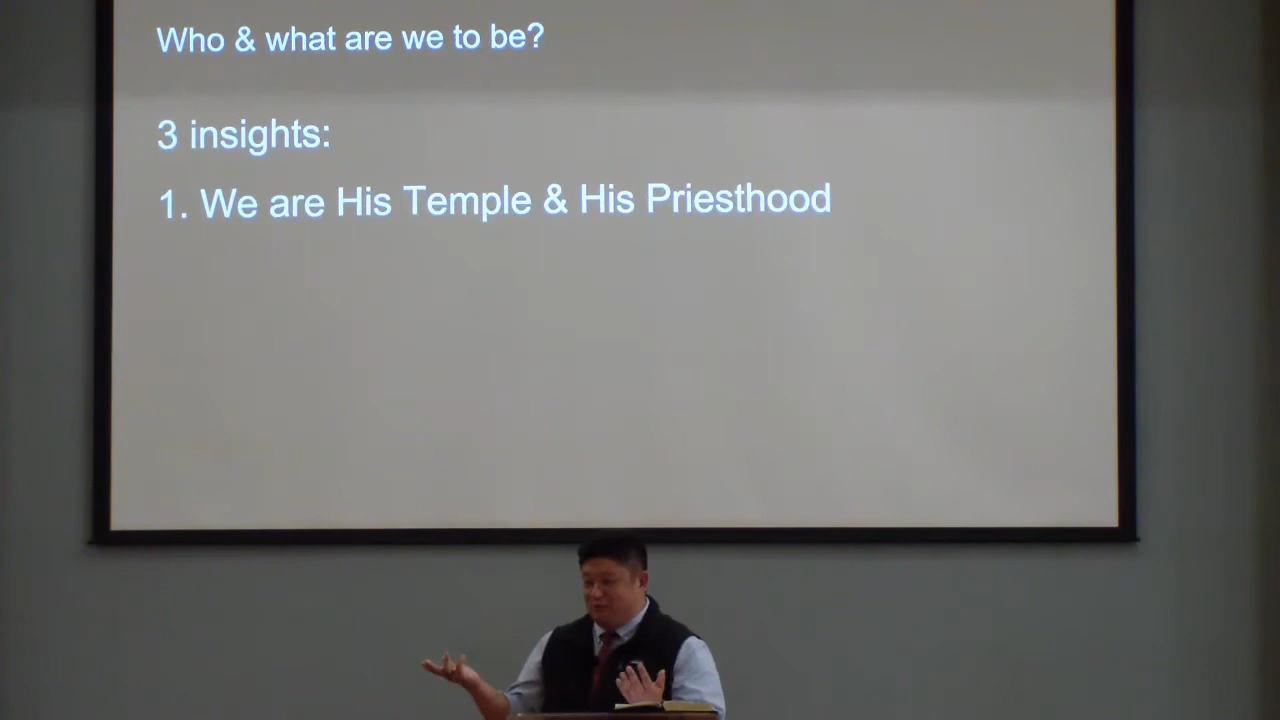 Who & what are we to be?
3 insights:
1. We are His Temple & His Priesthood